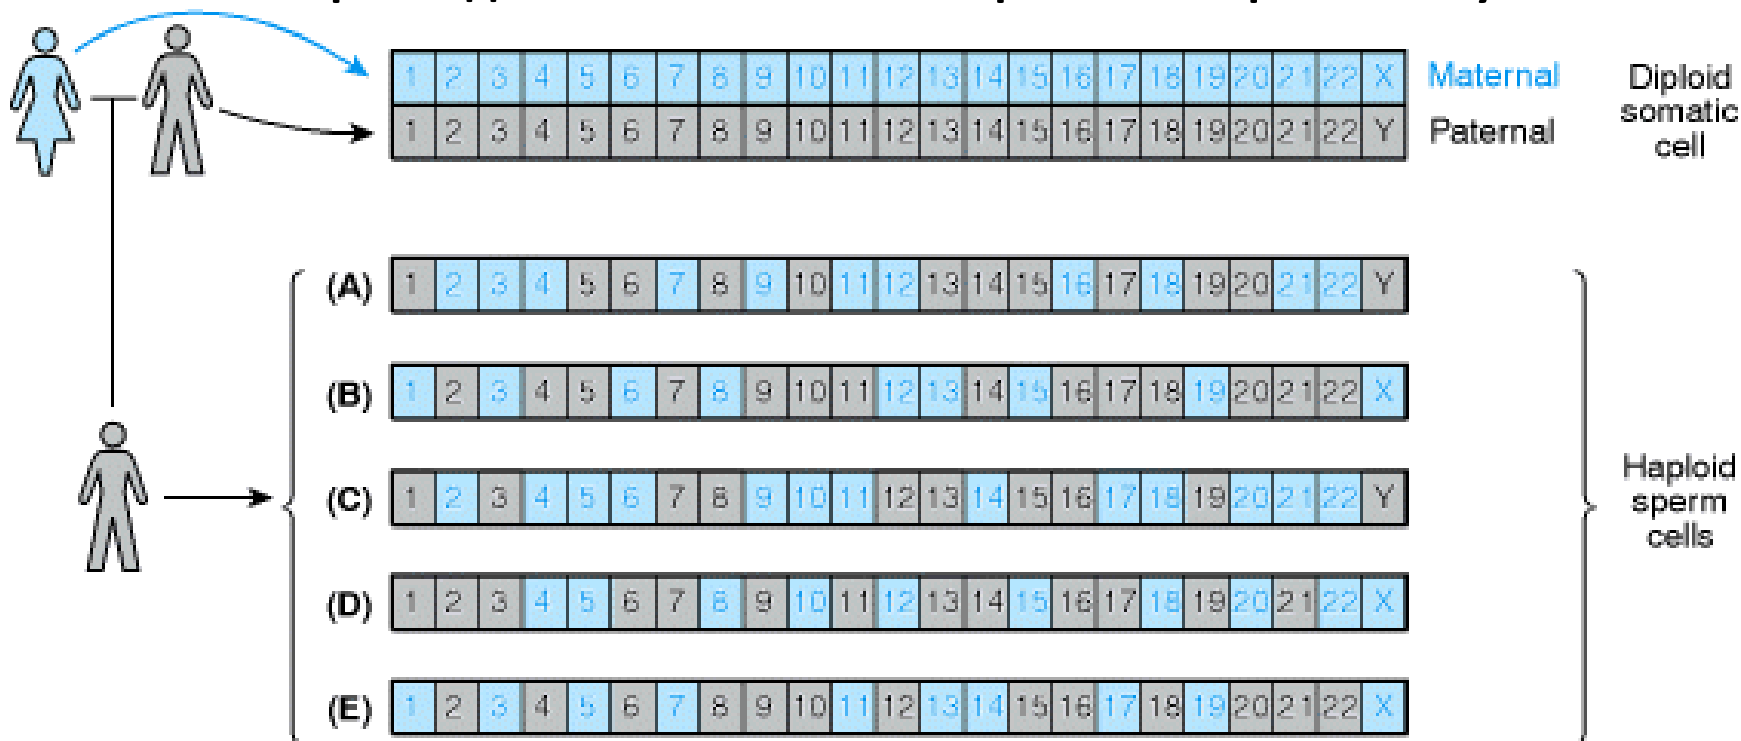 1 2 3 4 5 6 7 8 9 10 11 12 13 14 15 16 17 18 19 20 21 22 X Maternal
1 2 3 4 5 6 7 8 9 10 11 12 13 14 15 16 17 18 19 20 21 22 Y Paternal
Diploid
somatic
cell
(A) 1 2 3 4 5 6 7 8 9 10 11 12 13 14 15 16 17 18 19 20 21 22 Y
(B) 1 2 3 4 5 6 7 8 9 10 11 12 13 14 15 16 17 18 19 20 21 22 X
(C) 1 2 3 4 5 6 7 8 9 10 11 12 13 14 15 16 17 18 19 20 21 22 Y
(D) 1 2 3 4 5 6 7 8 9 10 11 12 13 14 15 16 17 18 19 20 21 22 X
(E) 1 2 3 4 5 6 7 8 9 10 11 12 13 14 15 16 17 18 19 20 21 22 X
Haploid
sperm
cells